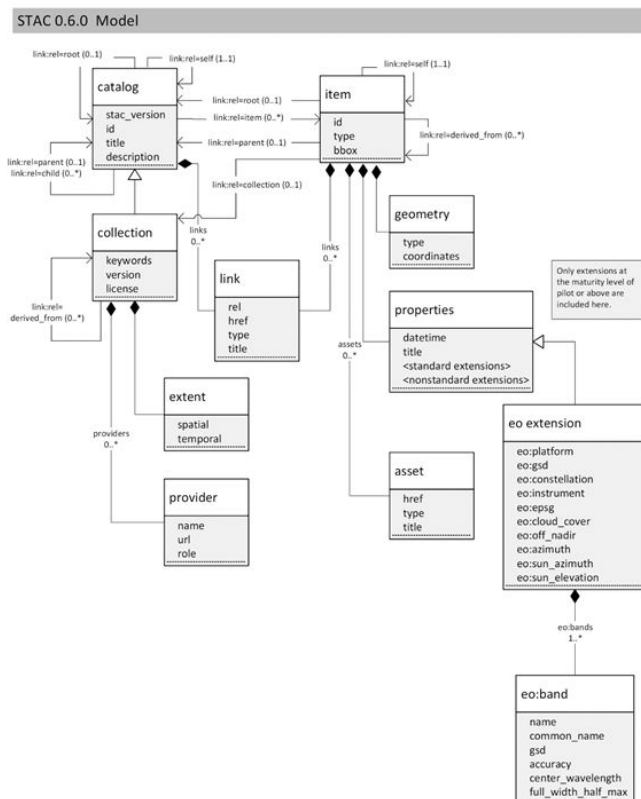 STAC 0.6.0 Model
link:rel=root (0..1)
link:rel=self (1..1)
catalog
stac_version
id
title
description
link:rel=parent (0..1)
link:rel=child (0..*)
link:rel=root (0..1)
link:rel=item (0..*)
link:rel=parent (0..1)
link:rel=collection (0..1)
link:rel=self (1..1)
item
id
type
bbox
link:rel=derived_from (0..*)
collection
keywords
version
license
link:rel=
derived_from (0..*)
links
0..*
links
0..*
link
rel
href
type
title
geometry
type
coordinates
Only extensions at
the maturity level of
pilot or above are
included here.
properties
datetime
title
<standard extensions>
<nonstandard extensions>
assets
0..*
extent
spatial
temporal
providers
0..*
provider
name
url
role
asset
href
type
title
eo extension
eo:platform
eo:gsd
eo:constellation
eo:instrument
eo:epsg
eo:cloud_cover
eo:off_nadir
eo:azimuth
eo:sun_azimuth
eo:sun_elevation
eo:bands
1..*
eo:band
name
common_name
gsd
accuracy
center_wavelength
full_width_half_max